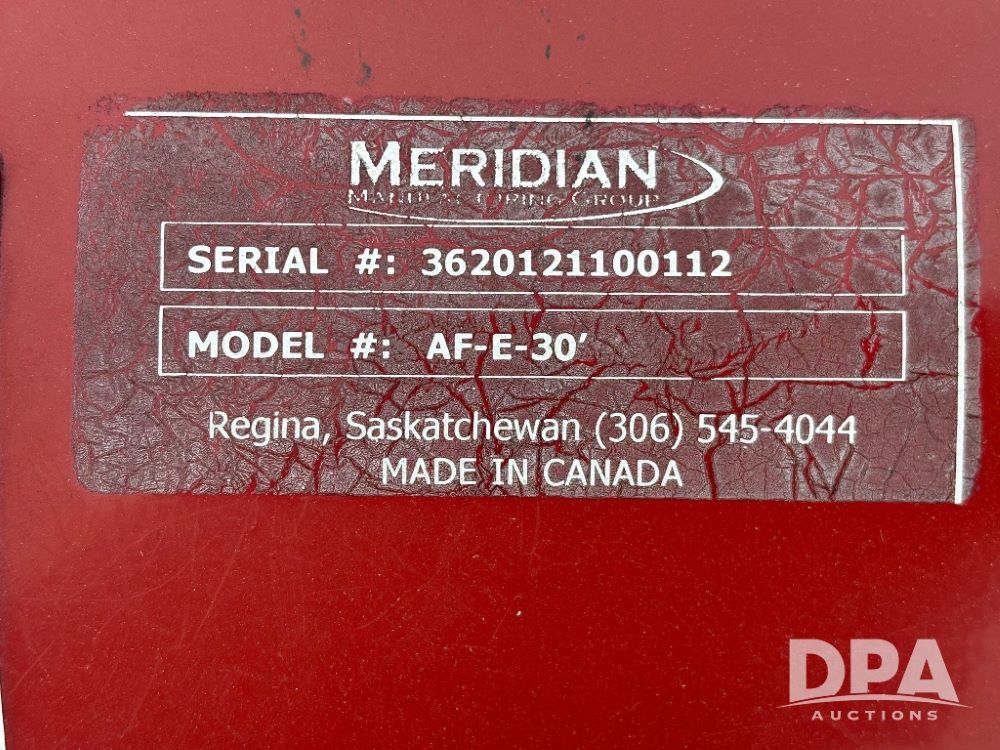 MERIDIAN
MANUFACTURING GROUP
SERIAL #: 3620121100112
MODEL #: AF-E-30'
Regina, Saskatchewan (306) 545-4044
MADE IN CANADA
DPA
AUCTIONS